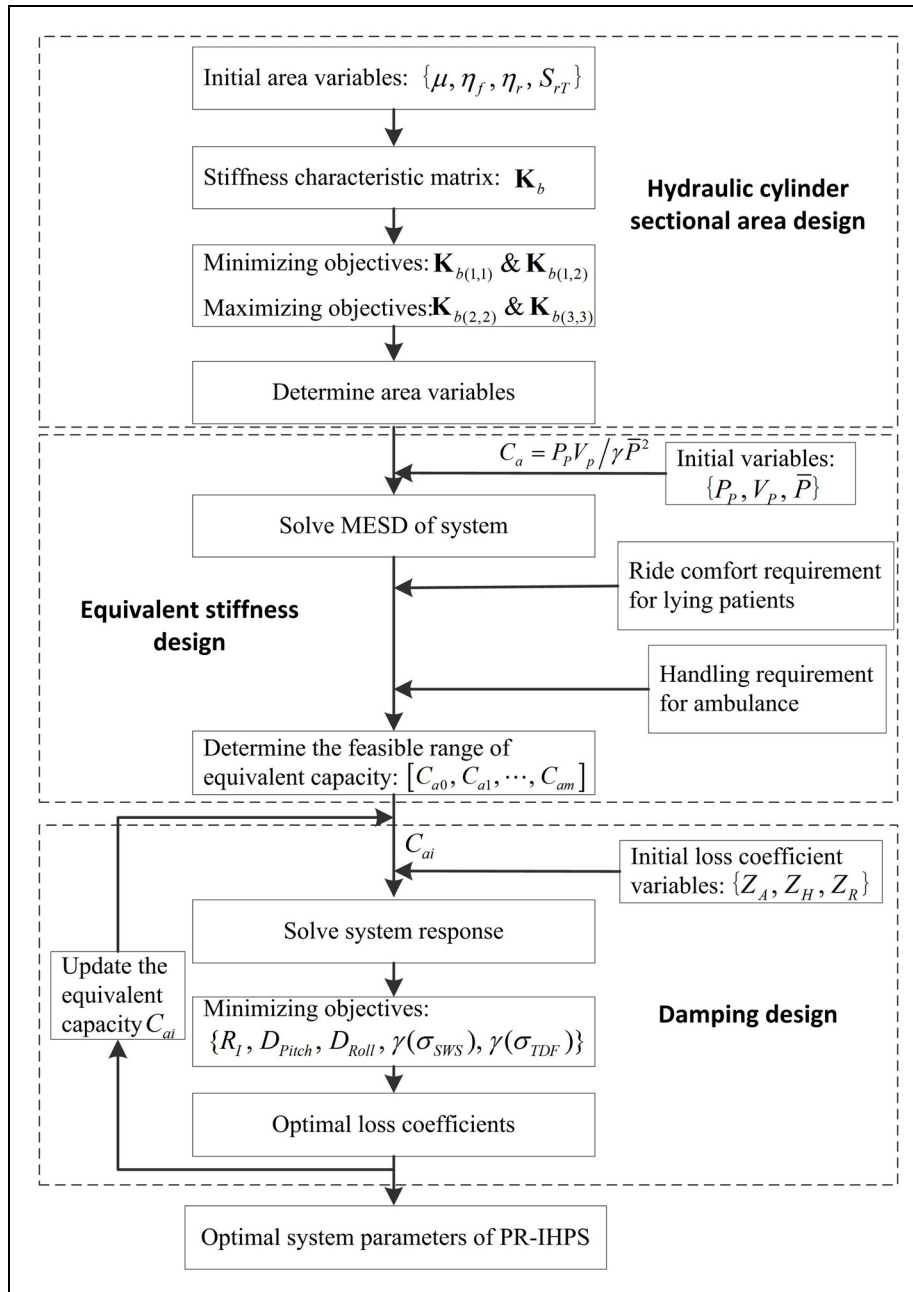 Initial area variables: {μ, η_f, η_r, S_rT}
Stiffness characteristic matrix: K_b
Hydraulic cylinder
sectional area design
Minimizing objectives: K_b(1,1) & K_b(1,2)
Maximizing objectives: K_b(2,2) & K_b(3,3)
Determine area variables
C_a = P_P V_p / γ P̄²
Initial variables:
{P_P, V_P, P̄}
Solve MESD of system
Ride comfort requirement
for lying patients
Equivalent stiffness
design
Handling requirement
for ambulance
Determine the feasible range of
equivalent capacity: [C_a0, C_a1, ⋯, C_am]
C_ai
Initial loss coefficient
variables: {Z_A, Z_H, Z_R}
Solve system response
Update the
equivalent
capacity C_ai
Minimizing objectives:
{R_I, D_Pitch, D_Roll, γ(σ_SWS), γ(σ_TDF)}
Damping design
Optimal loss coefficients
Optimal system parameters of PR-IHPS